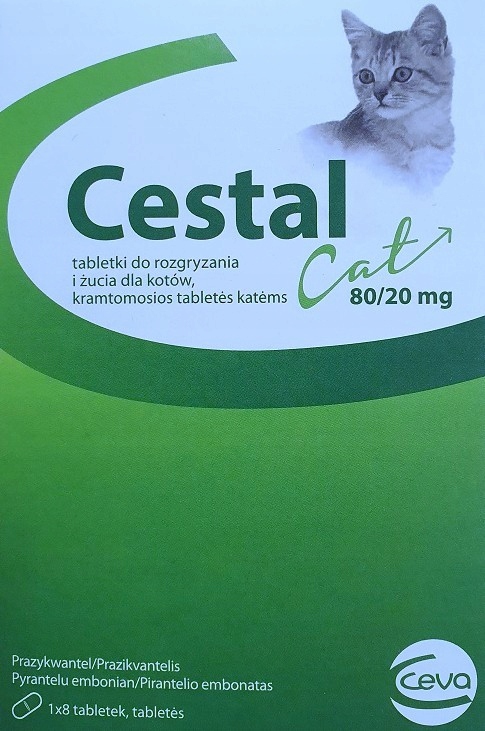 Cestal
Cat
tabletki do rozgryzania
i żucia dla kotów,
kramtomosios tabletės katėms
80/20 mg
Prazykwantel/Prazikvantelis
Pyrantelu embonian/Pirantelio embonatas
1x8 tabletek, tabletės
ceva